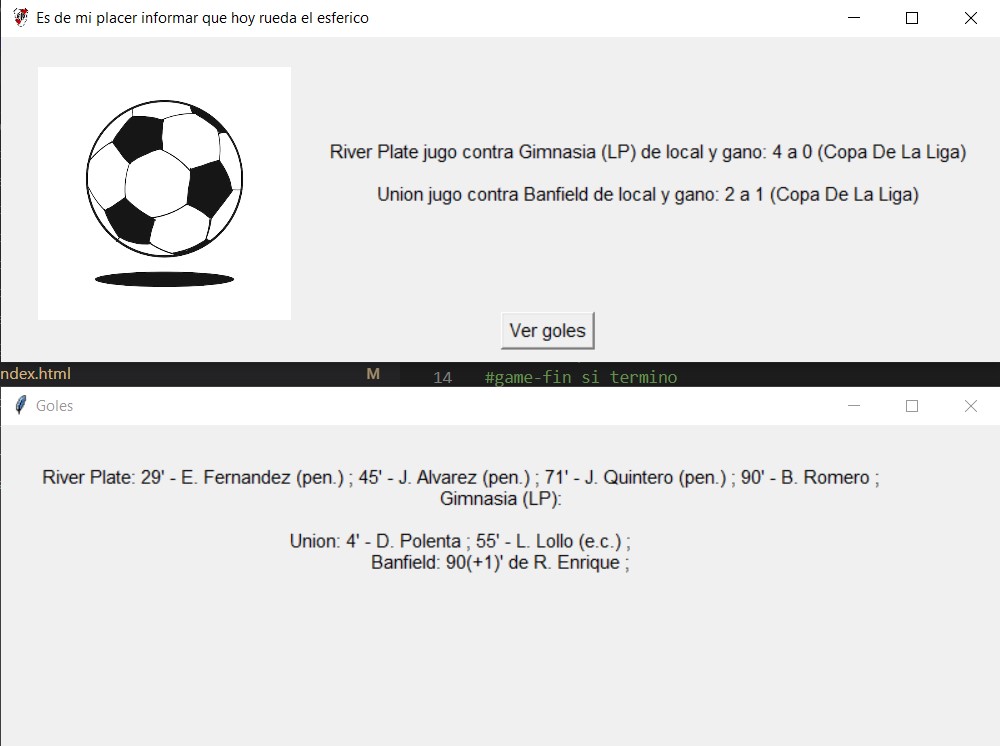 Es de mi placer informar que hoy rueda el esferico
River Plate jugo contra Gimnasia (LP) de local y gano: 4 a 0 (Copa De La Liga)
Union jugo contra Banfield de local y gano: 2 a 1 (Copa De La Liga)
Ver goles
ndex.html M 14 #game-fin si termino
Goles
River Plate: 29' - E. Fernandez (pen.) ; 45' - J. Alvarez (pen.) ; 71' - J. Quintero (pen.) ; 90' - B. Romero ;
Gimnasia (LP):
Union: 4' - D. Polenta ; 55' - L. Lollo (e.c.) ;
Banfield: 90(+1)' de R. Enrique ;